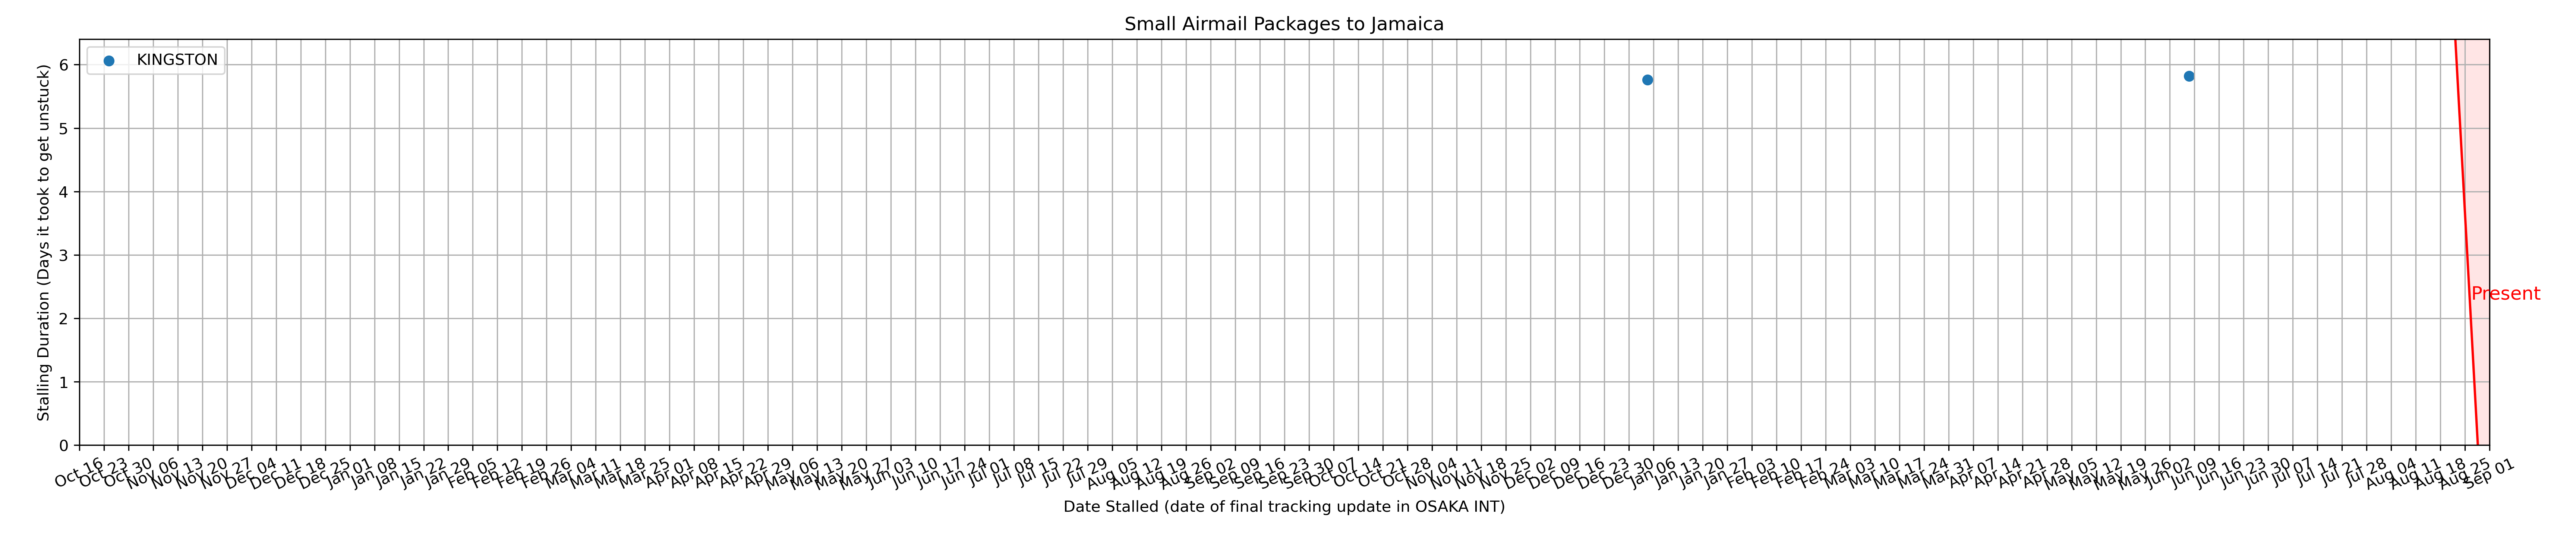 Small Airmail Packages to Jamaica
KINGSTON
Stalling Duration (Days it took to get unstuck)
6
5
4
3
2
1
0
Present
Oct 16 Oct 23 Oct 30 Nov 06 Nov 13 Nov 20 Nov 27 Dec 04 Dec 11 Dec 18 Dec 25 Jan 01 Jan 08 Jan 15 Jan 22 Jan 29 Feb 05 Feb 12 Feb 19 Feb 26 Mar 04 Mar 11 Mar 18 Mar 25 Apr 01 Apr 08 Apr 15 Apr 22 Apr 29 May 06 May 13 May 20 May 27 Jun 03 Jun 10 Jun 17 Jun 24 Jul 01 Jul 08 Jul 15 Jul 22 Jul 29 Aug 05 Aug 12 Aug 19 Aug 26 Sep 02 Sep 09 Sep 16 Sep 23 Sep 30 Oct 07 Oct 14 Oct 21 Oct 28 Nov 04 Nov 11 Nov 18 Nov 25 Dec 02 Dec 09 Dec 16 Dec 23 Dec 30 Jan 06 Jan 13 Jan 20 Jan 27 Feb 03 Feb 10 Feb 17 Feb 24 Mar 03 Mar 10 Mar 17 Mar 24 Mar 31 Apr 07 Apr 14 Apr 21 Apr 28 May 05 May 12 May 19 May 26 Jun 02 Jun 09 Jun 16 Jun 23 Jun 30 Jul 07 Jul 14 Jul 21 Jul 28 Aug 04 Aug 11 Aug 18 Aug 25 Sep 01
Date Stalled (date of final tracking update in OSAKA INT)